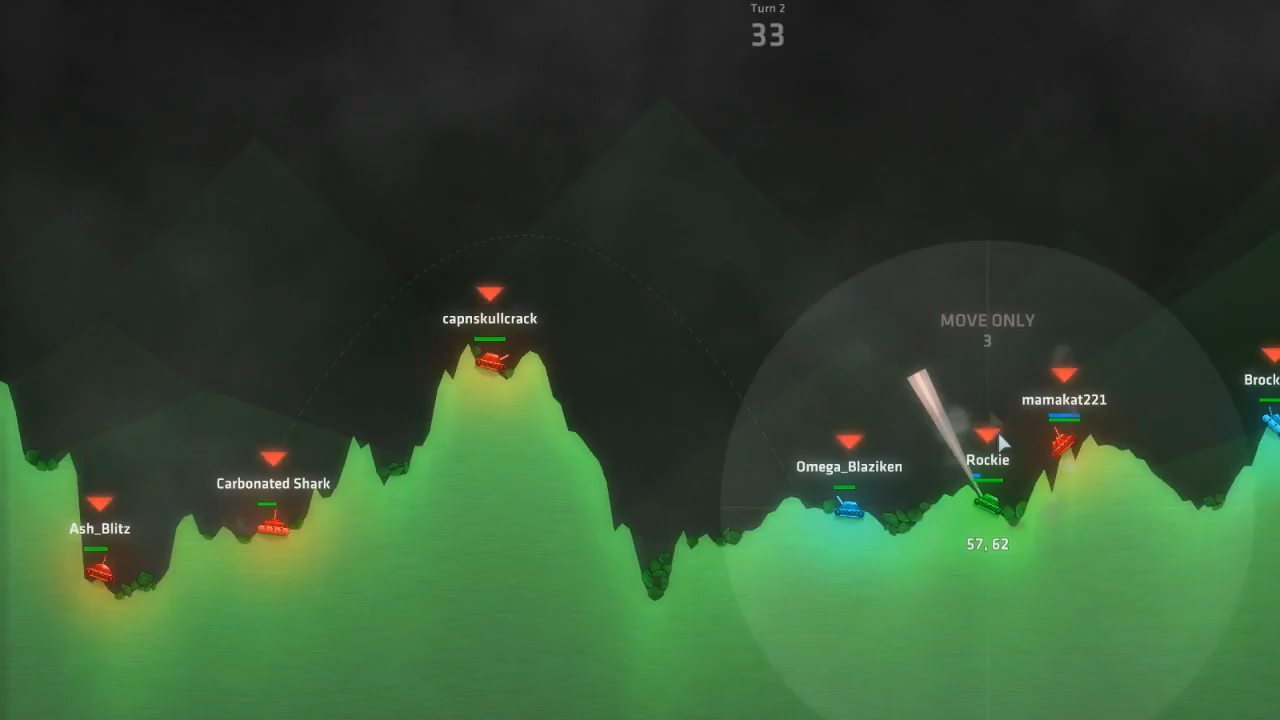 Turn 2
33
capnskullcrack
MOVE ONLY
3
mamakat221
Brock
Carbonated Shark
Omega_Blaziken
Rockie
Ash_Blitz
57, 62